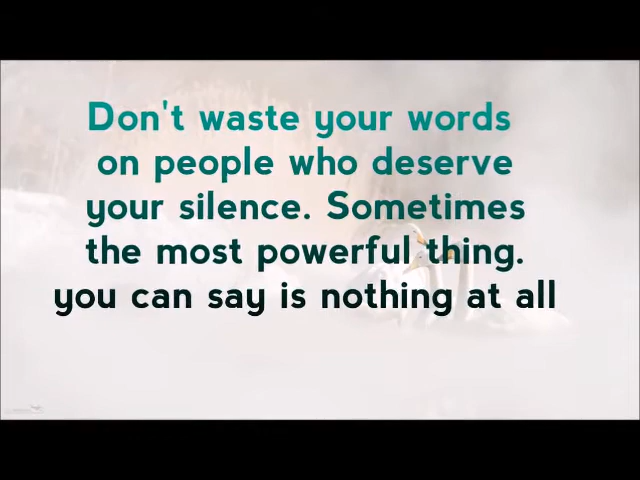 Don't waste your words
on people who deserve
your silence. Sometimes
the most powerful thing.
you can say is nothing at all